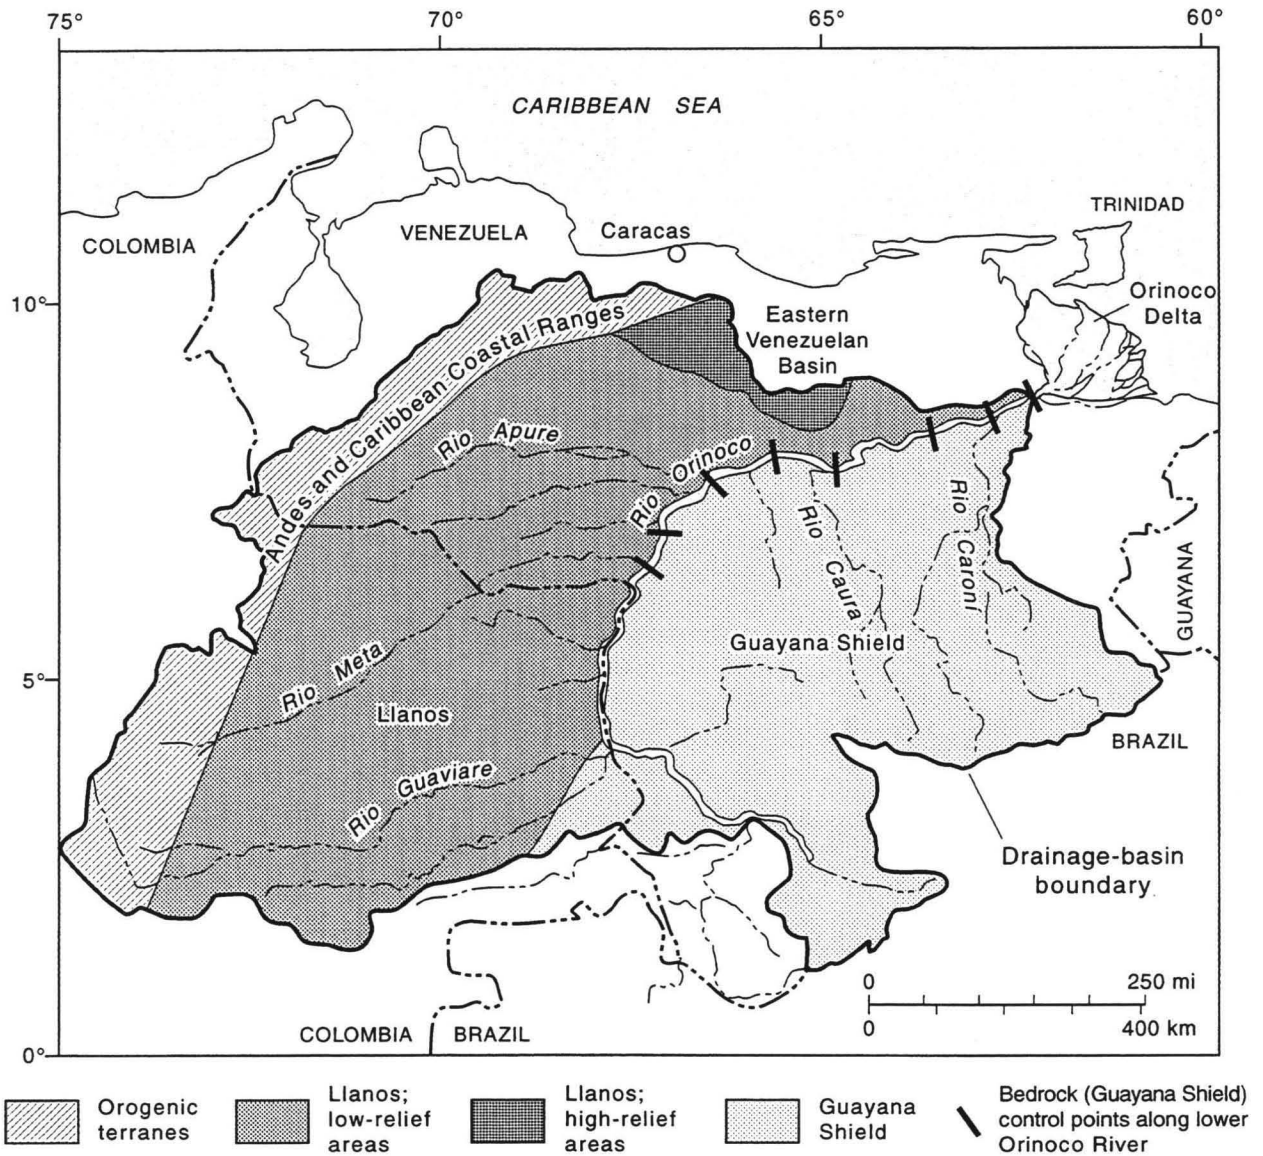 75°
70°
65°
60°
CARIBBEAN SEA
TRINIDAD
COLOMBIA
VENEZUELA
Caracas
10°
Orinoco
Delta
Eastern
Venezuelan
Basin
Andes and Caribbean Coastal Ranges
Rio Apure
Rio Orinoco
Rio Caura
Rio Caroní
GUAYANA
Guayana Shield
5°
Rio Meta
Llanos
BRAZIL
Rio Guaviare
Drainage-basin
boundary
0 250 mi
0 400 km
COLOMBIA
BRAZIL
0°
Orogenic
terranes
Llanos;
low-relief
areas
Llanos;
high-relief
areas
Guayana
Shield
Bedrock (Guayana Shield)
control points along lower
Orinoco River